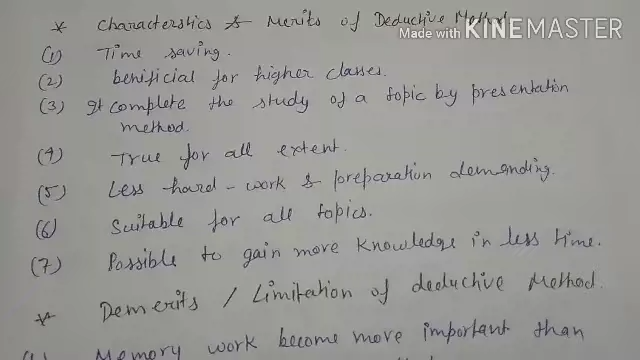 * Characterstics & Merits of Deductive Method
Made with KINEMASTER
(1) Time saving.
(2) benificial for higher classes.
(3) It complete the study of a topic by presentation
method.
(4) True for all extent.
(5) Less hard-work & preparation demanding.
(6) Suitable for all topics.
(7) Possible to gain more knowledge in less time.
* Demerits / Limitation of deductive Method.
Memory work become more important than